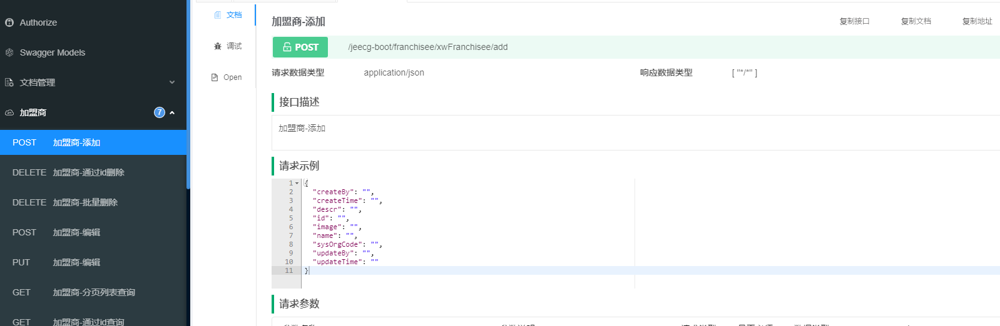 Authorize
Swagger Models
文档管理
加盟商 7
POST 加盟商-添加
DELETE 加盟商-通过id删除
DELETE 加盟商-批量删除
POST 加盟商-编辑
PUT 加盟商-编辑
GET 加盟商-分页列表查询
GET 加盟商-通过id查询
文档
调试
Open
加盟商-添加 复制接口 复制文档 复制地址
POST /jeecg-boot/franchisee/xwFranchisee/add
请求数据类型 application/json 响应数据类型 [ "*/*" ]
接口描述
加盟商-添加
请求示例
1 {
2 "createBy": "",
3 "createTime": "",
4 "descr": "",
5 "id": "",
6 "image": "",
7 "name": "",
8 "sysOrgCode": "",
9 "updateBy": "",
10 "updateTime": ""
11 }
请求参数